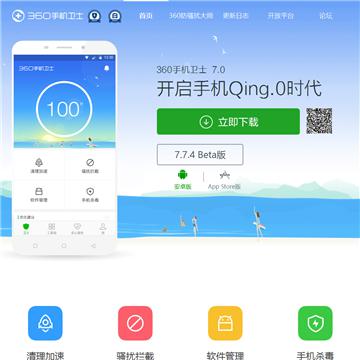 360手机卫士
首页
360防骚扰大师
更新日志
开放平台
论坛
360手机卫士
100
清理加速
骚扰拦截
软件管理
手机杀毒
360手机卫士 7.0
开启手机Qing.0时代
立即下载
7.7.4 Beta版
安卓版
App Store版
清理加速
骚扰拦截
软件管理
手机杀毒